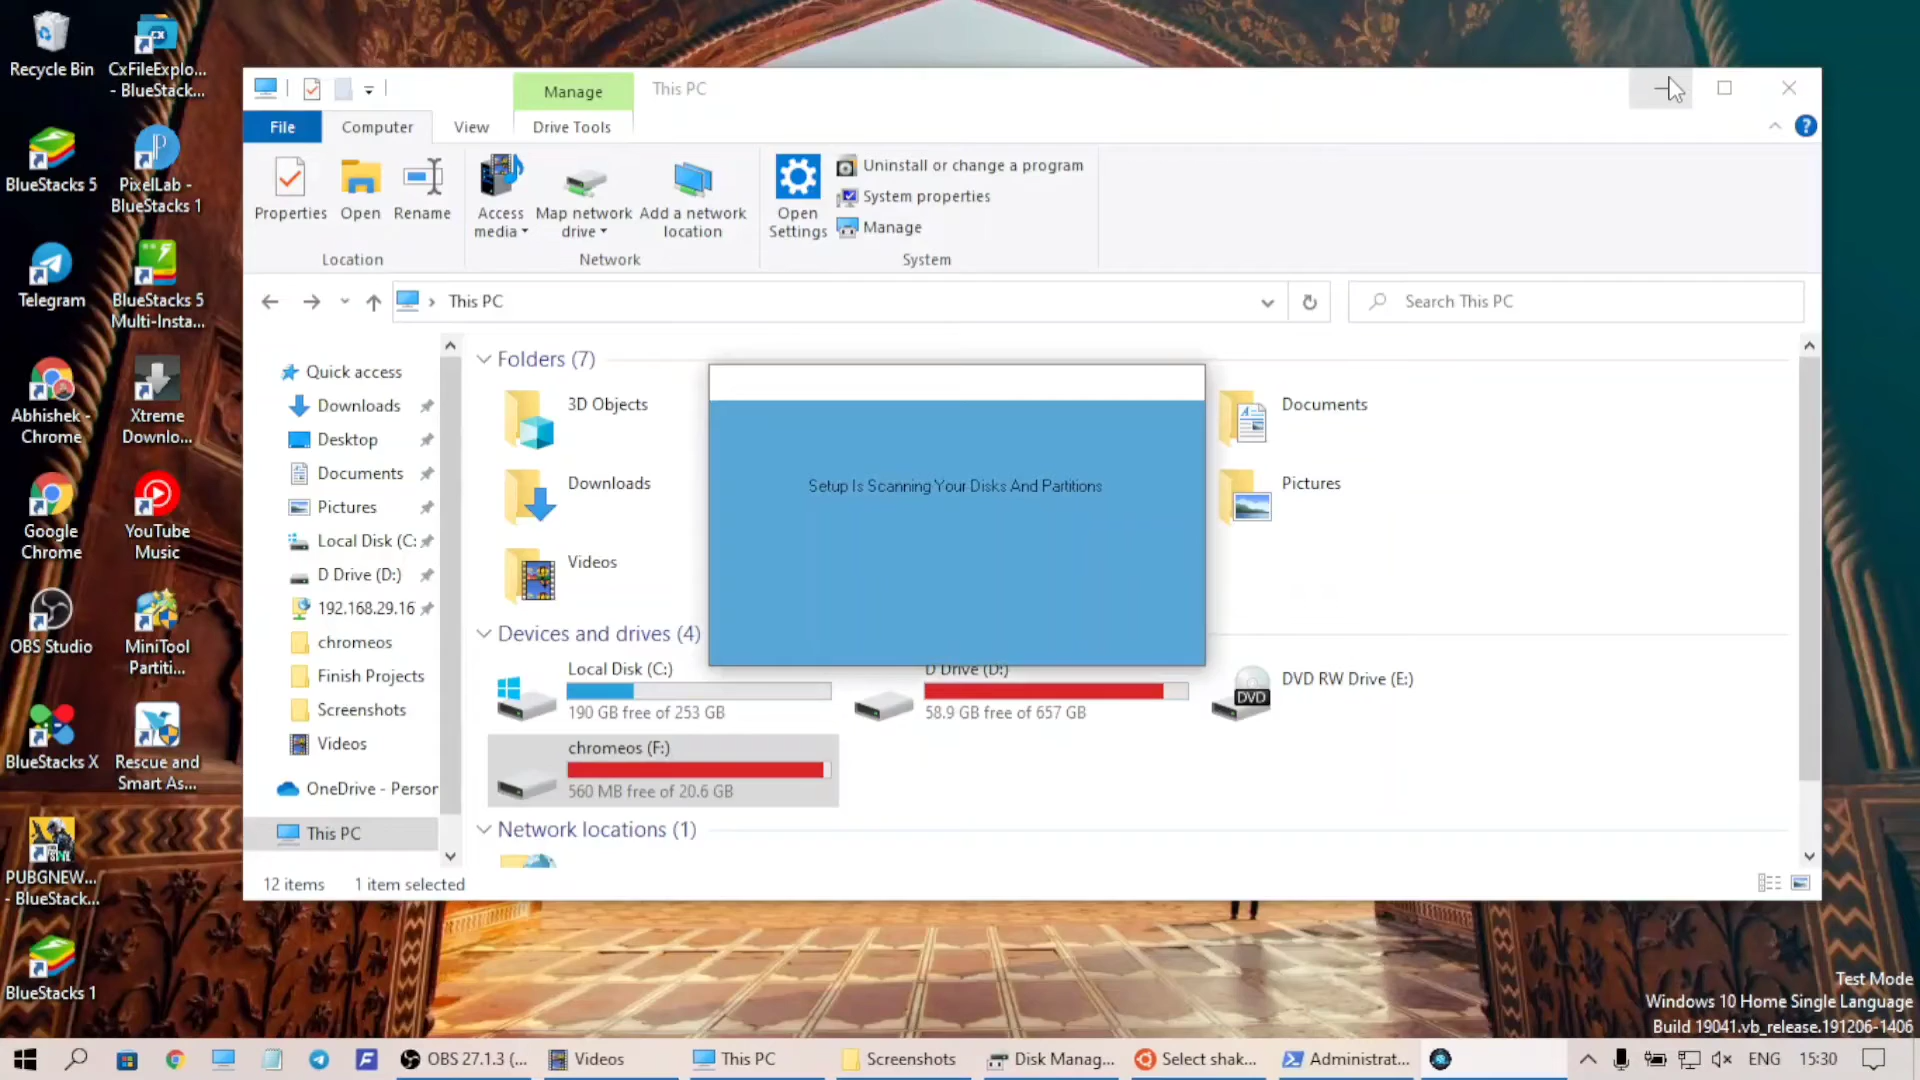 Recycle Bin
CxFileExplo...
- BlueStack...
BlueStacks 5
PixelLab -
BlueStacks 1
Telegram
BlueStacks 5
Multi-Insta...
Abhishek -
Chrome
Xtreme
Downlo...
Google
Chrome
YouTube
Music
OBS Studio
MiniTool
Partiti...
BlueStacks X
Rescue and
Smart As...
PUBGNEW...
- BlueStack...
BlueStacks 1
Manage
This PC
File
Computer
View
Drive Tools
Properties
Open
Rename
Location
Access
media
Map network
drive
Add a network
location
Network
Open
Settings
Uninstall or change a program
System properties
Manage
System
This PC
Search This PC
Quick access
Downloads
Desktop
Documents
Pictures
Local Disk (C:
D Drive (D:)
192.168.29.16
chromeos
Finish Projects
Screenshots
Videos
OneDrive - Person
This PC
Folders (7)
3D Objects
Documents
Downloads
Pictures
Videos
Setup Is Scanning Your Disks And Partitions
Devices and drives (4)
Local Disk (C:)
190 GB free of 253 GB
D Drive (D:)
58.9 GB free of 657 GB
DVD RW Drive (E:)
DVD
chromeos (F:)
560 MB free of 20.6 GB
Network locations (1)
12 items
1 item selected
Test Mode
Windows 10 Home Single Language
Build 19041.vb_release.191206-1406
OBS 27.1.3 (...
Videos
This PC
Screenshots
Disk Manag...
Select shak...
Administrat...
ENG
15:30